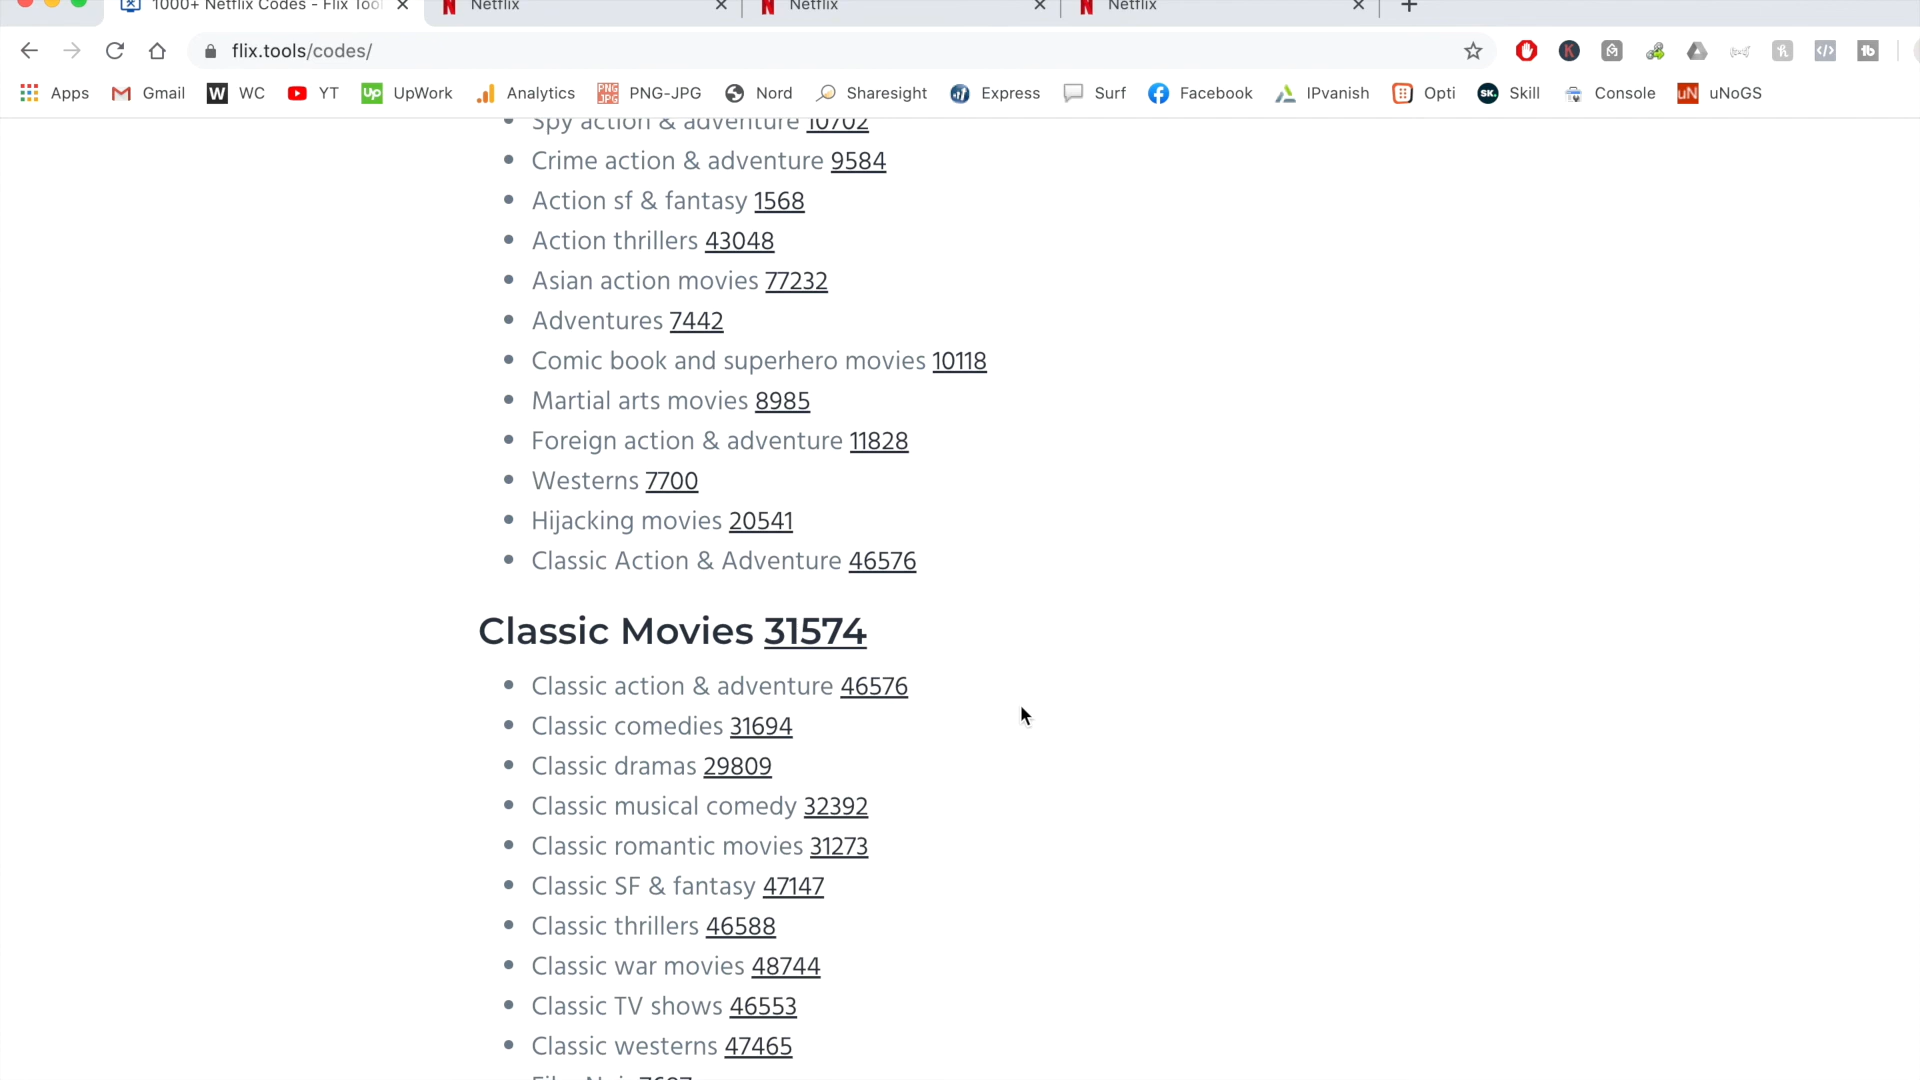 1000+ Netflix Codes - Flix Tool
Netflix
Netflix
Netflix
flix.tools/codes/
Apps Gmail WC YT UpWork Analytics PNG-JPG Nord Sharesight Express Surf Facebook IPvanish Opti Skill Console uNoGS
Spy action & adventure 10702
Crime action & adventure 9584
Action sf & fantasy 1568
Action thrillers 43048
Asian action movies 77232
Adventures 7442
Comic book and superhero movies 10118
Martial arts movies 8985
Foreign action & adventure 11828
Westerns 7700
Hijacking movies 20541
Classic Action & Adventure 46576
Classic Movies 31574
Classic action & adventure 46576
Classic comedies 31694
Classic dramas 29809
Classic musical comedy 32392
Classic romantic movies 31273
Classic SF & fantasy 47147
Classic thrillers 46588
Classic war movies 48744
Classic TV shows 46553
Classic westerns 47465